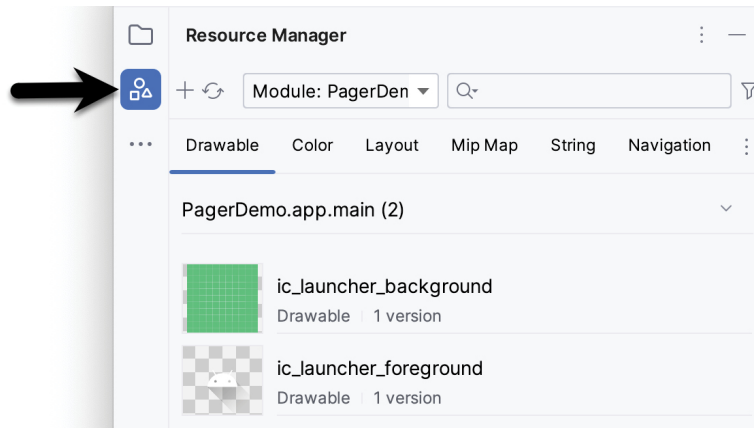 Resource Manager
Module: PagerDem
Drawable Color Layout Mip Map String Navigation
PagerDemo.app.main (2)
ic_launcher_background
Drawable 1 version
ic_launcher_foreground
Drawable 1 version